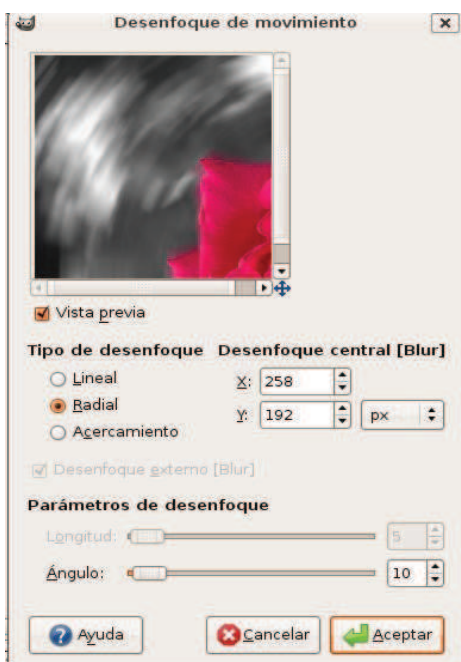 Desenfoque de movimiento
Vista previa
Tipo de desenfoque Desenfoque central [Blur]
Lineal
X: 258
Radial
Y: 192 px
Acercamiento
Desenfoque externo [Blur]
Parámetros de desenfoque
Longitud: 5
Ángulo: 10
Ayuda Cancelar Aceptar